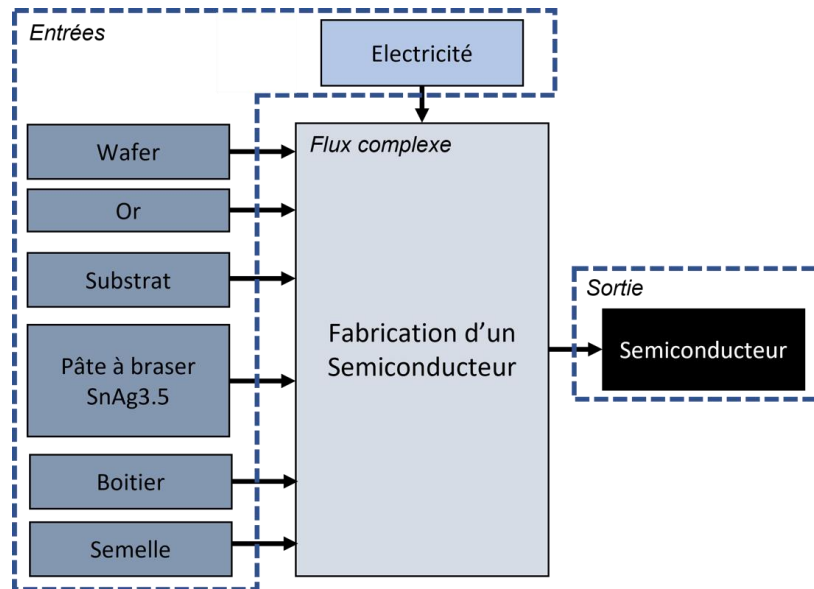 Entrées
Electricité
Flux complexe
Wafer
Or
Substrat
Pâte à braser
SnAg3.5
Boitier
Semelle
Fabrication d'un
Semiconducteur
Sortie
Semiconducteur